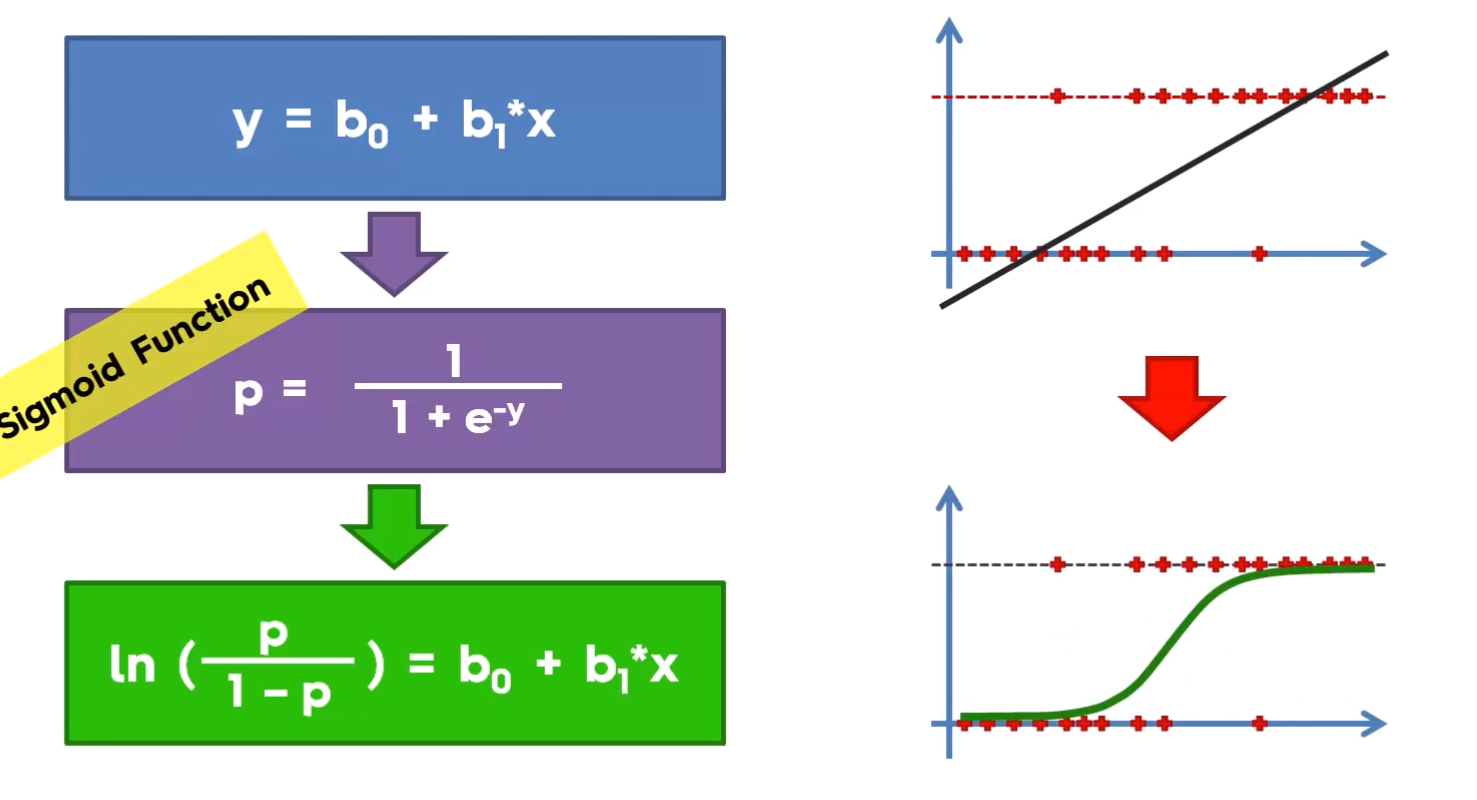 y = b₀ + b₁*x
Sigmoid Function
p = 1 / (1 + e⁻ʸ)
ln ( p / (1 − p) ) = b₀ + b₁*x